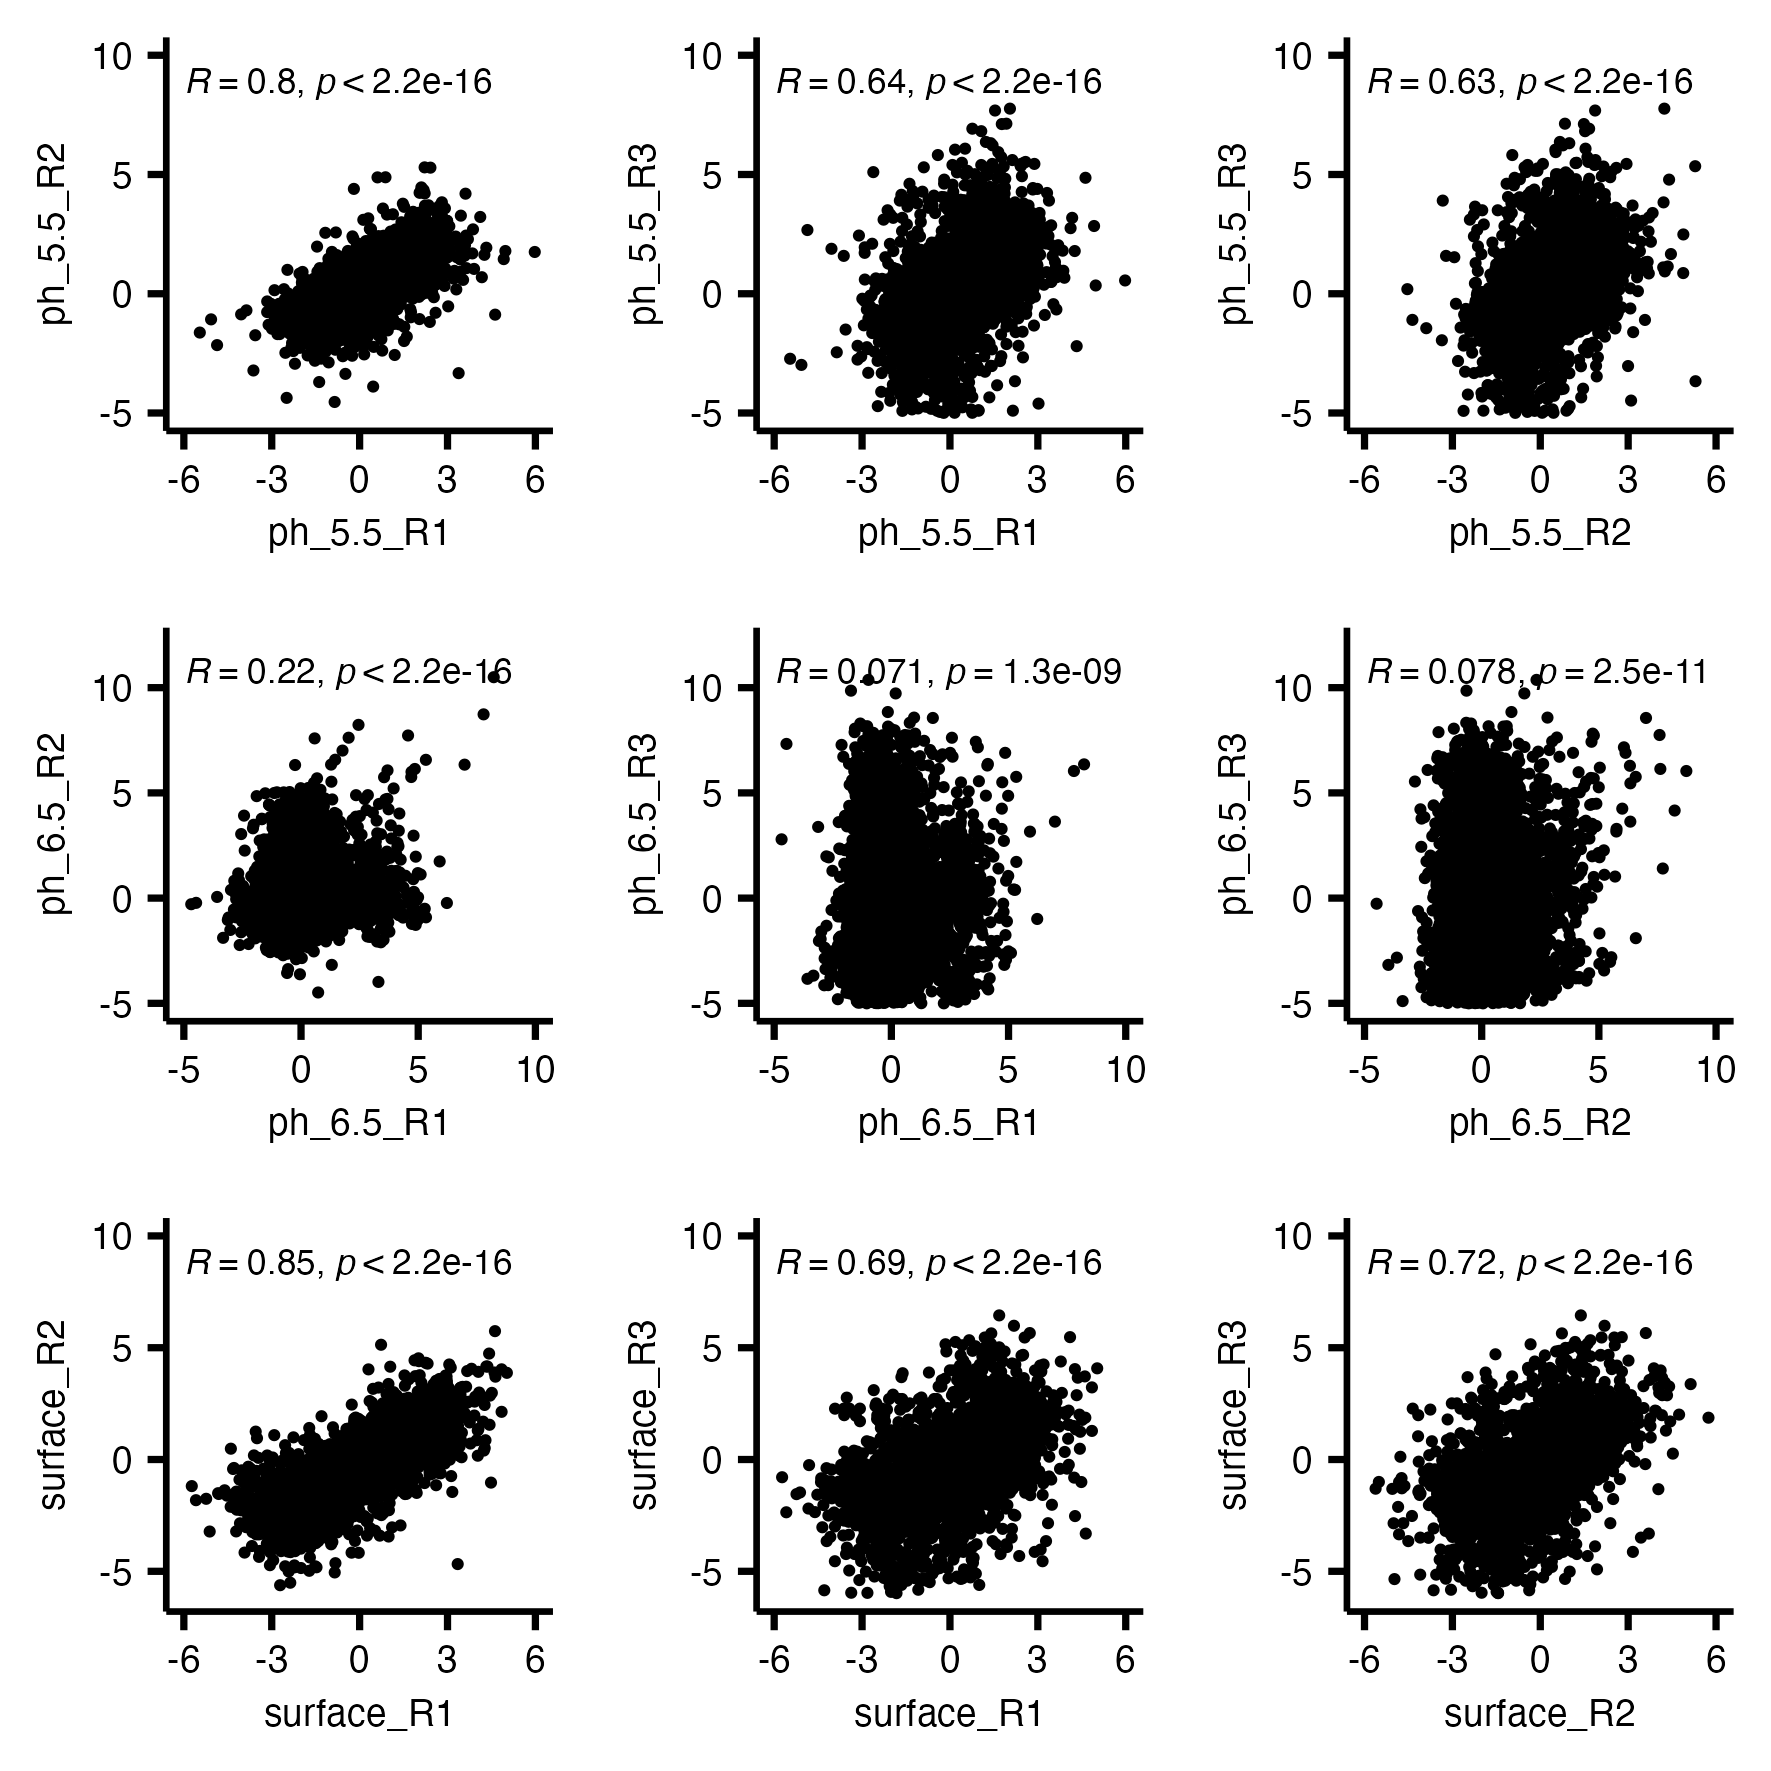 R = 0.8, p < 2.2e-16
10
5
0
-5
ph_5.5_R2
-6 -3 0 3 6
ph_5.5_R1
R = 0.64, p < 2.2e-16
10
5
0
-5
ph_5.5_R3
-6 -3 0 3 6
ph_5.5_R1
R = 0.63, p < 2.2e-16
10
5
0
-5
ph_5.5_R3
-6 -3 0 3 6
ph_5.5_R2
R = 0.22, p < 2.2e-16
10
5
0
-5
ph_6.5_R2
-5 0 5 10
ph_6.5_R1
R = 0.071, p = 1.3e-09
10
5
0
-5
ph_6.5_R3
-5 0 5 10
ph_6.5_R1
R = 0.078, p = 2.5e-11
10
5
0
-5
ph_6.5_R3
-5 0 5 10
ph_6.5_R2
R = 0.85, p < 2.2e-16
10
5
0
-5
surface_R2
-6 -3 0 3 6
surface_R1
R = 0.69, p < 2.2e-16
10
5
0
-5
surface_R3
-6 -3 0 3 6
surface_R1
R = 0.72, p < 2.2e-16
10
5
0
-5
surface_R3
-6 -3 0 3 6
surface_R2